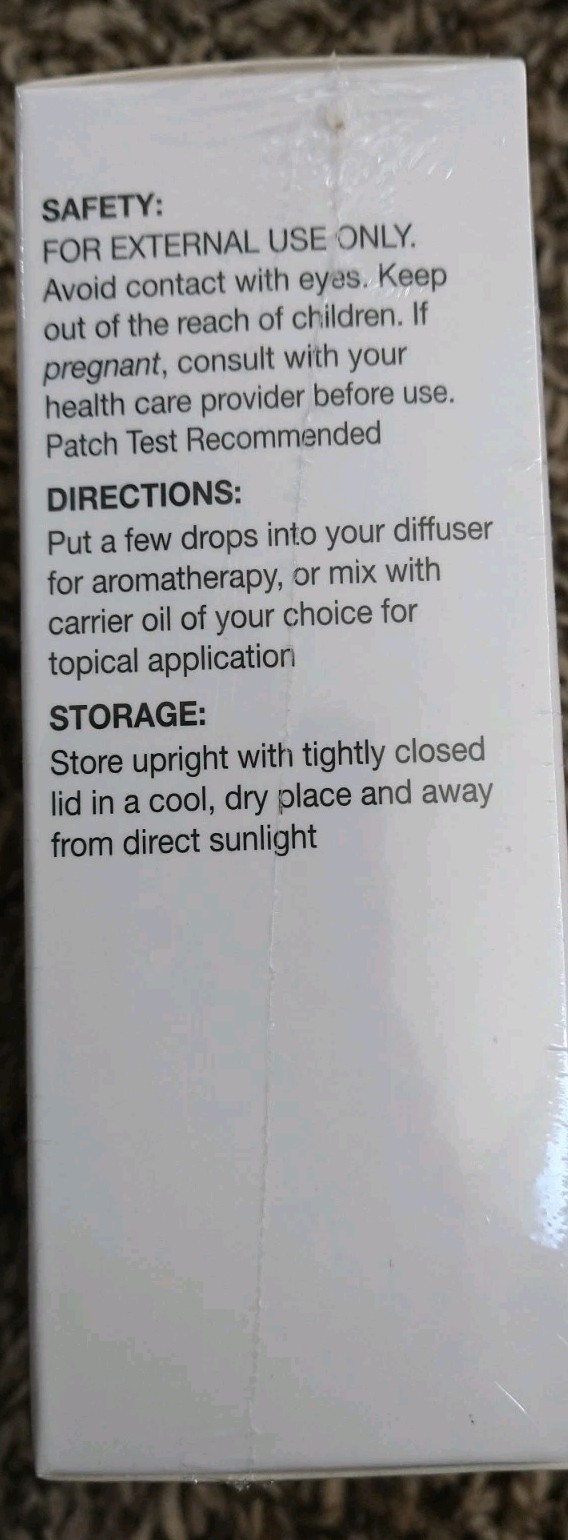 SAFETY:
FOR EXTERNAL USE ONLY.
Avoid contact with eyes. Keep
out of the reach of children. If
pregnant, consult with your
health care provider before use.
Patch Test Recommended
DIRECTIONS:
Put a few drops into your diffuser
for aromatherapy, or mix with
carrier oil of your choice for
topical application
STORAGE:
Store upright with tightly closed
lid in a cool, dry place and away
from direct sunlight